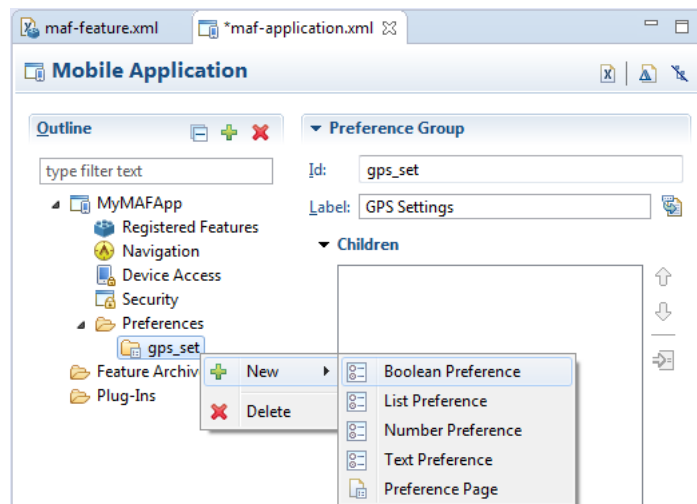 maf-feature.xml
*maf-application.xml
Mobile Application
Outline
type filter text
MyMAFApp
Registered Features
Navigation
Device Access
Security
Preferences
gps_set
Feature Archiv
Plug-Ins
Preference Group
Id: gps_set
Label: GPS Settings
Children
New
Delete
Boolean Preference
List Preference
Number Preference
Text Preference
Preference Page